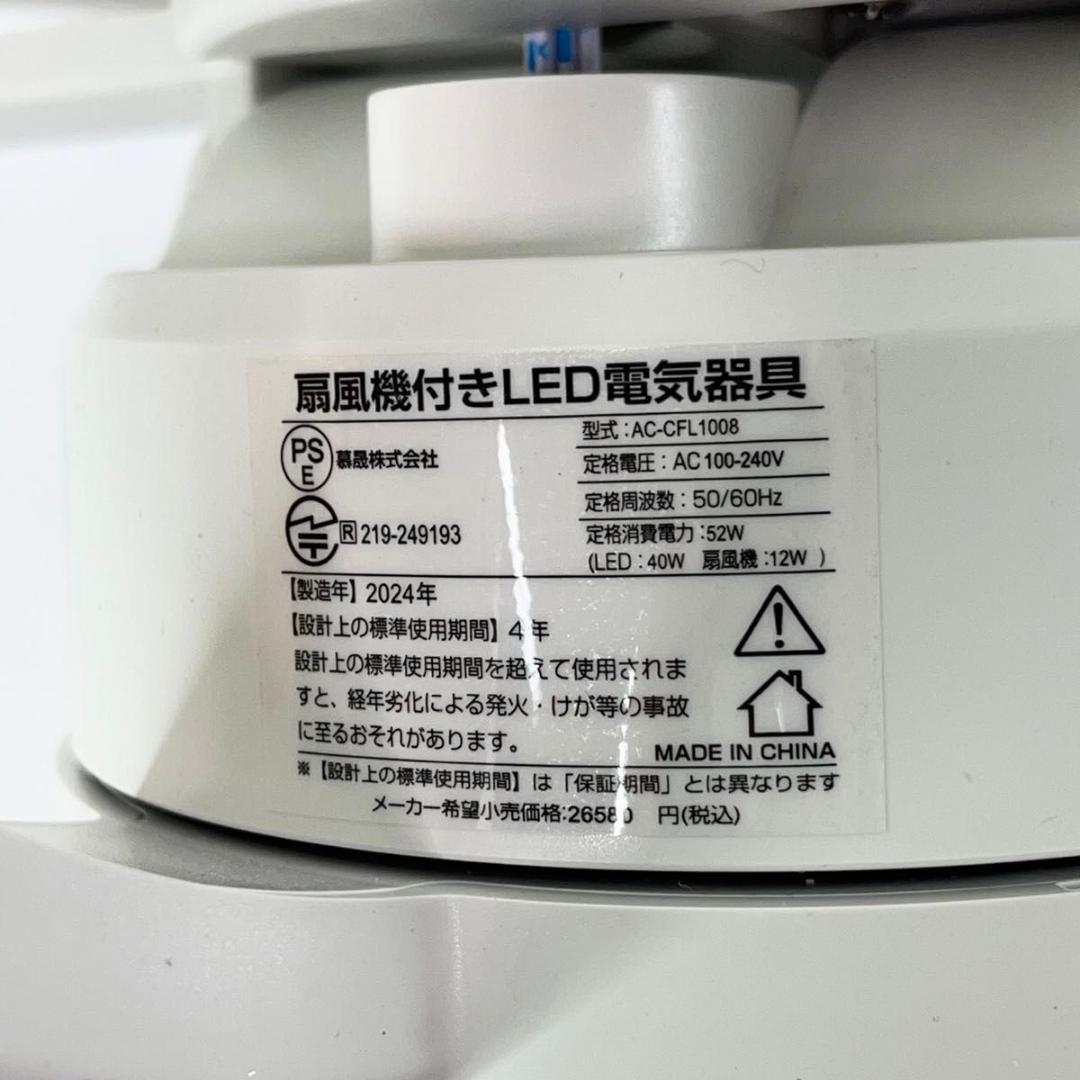 扇風機付きLED電気器具
PS
E
慕晟株式会社
R 219-249193
型式:AC-CFL1008
定格電圧:AC100-240V
定格周波数:50/60Hz
定格消費電力:52W
(LED:40W 扇風機:12W )
【製造年】2024年
【設計上の標準使用期間】4年
設計上の標準使用期間を超えて使用されま
すと、経年劣化による発火・けが等の事故
に至るおそれがあります。
MADE IN CHINA
※【設計上の標準使用期間】は「保証期間」とは異なります
メーカー希望小売価格:26580 円(税込)